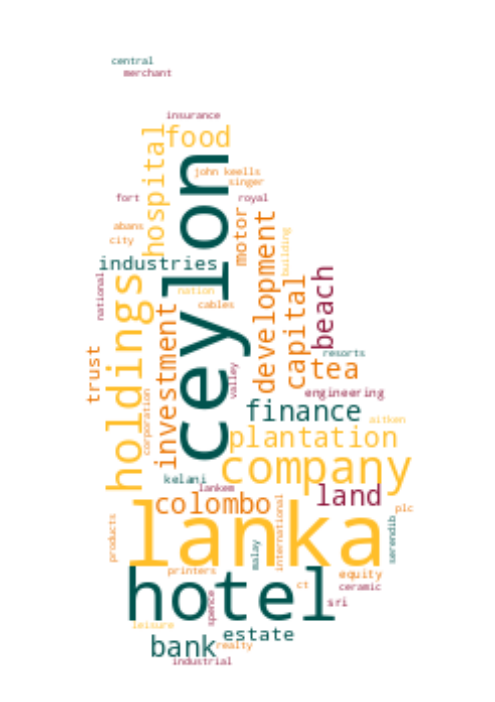 central
merchant
insurance
food
hospital
ceylon
john keells
singer
fort
royal
abans
city
motor
development
building
industries
national
holdings
nation
cables
investment
capital
beach
resorts
trust
tea
valley
corporation
engineering
finance
aitken
plantation
company
kelani
lankem
land
colombo
plc
lanka
products
international
serendib
malay
printers
equity
ct
ceramic
hotel
spence
sri
leisure
estate
bank
realty
industrial